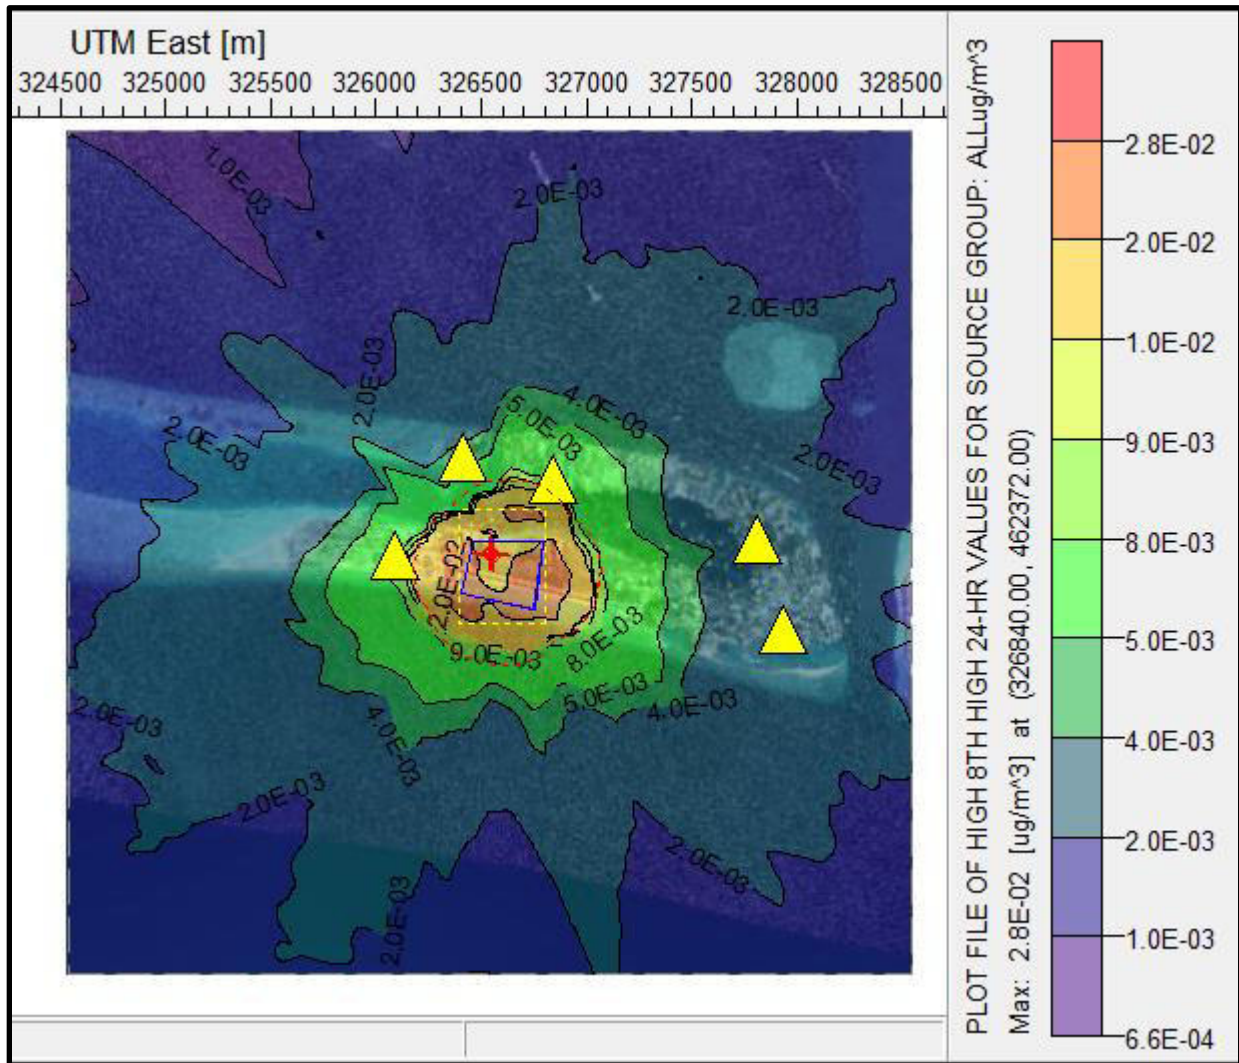 UTM East [m]
324500 325000 325500 326000 326500 327000 327500 328000 328500
1.0E-03
2.0E-03
2.0E-03
2.0E-03
4.0E-03
5.0E-03
2.0E-03
2.0E-03
2.0E-02
9.0E-03
8.0E-03
5.0E-03
4.0E-03
2.0E-03
4.0E-03
2.0E-03
2.0E-03
2.0E-03
PLOT FILE OF HIGH 8TH HIGH 24-HR VALUES FOR SOURCE GROUP: ALLug/m^3
Max: 2.8E-02 [ug/m^3] at (326840.00, 462372.00)
2.8E-02
2.0E-02
1.0E-02
9.0E-03
8.0E-03
5.0E-03
4.0E-03
2.0E-03
1.0E-03
6.6E-04